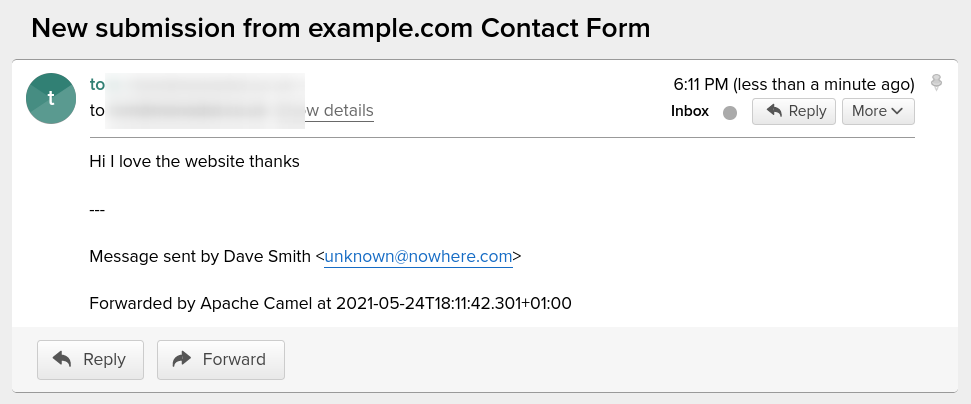 New submission from example.com Contact Form
t
to
6:11 PM (less than a minute ago)
to
details
Inbox
Reply
More
Hi I love the website thanks
---
Message sent by Dave Smith <unknown@nowhere.com>
Forwarded by Apache Camel at 2021-05-24T18:11:42.301+01:00
Reply
Forward